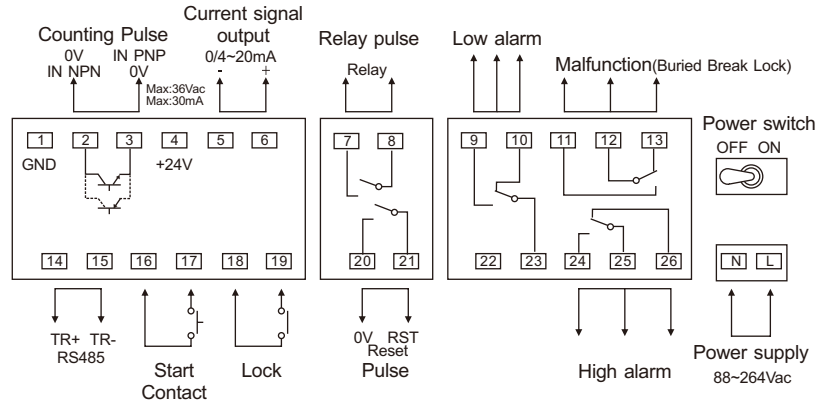 Counting Pulse
0V IN PNP
IN NPN 0V
Max:36Vac
Max:30mA
Current signal
output
0/4~20mA
- +
Relay pulse
Relay
Low alarm
Malfunction(Buried Break Lock)
Power switch
OFF ON
1 2 3 4 5 6
GND +24V
7 8
9 10 11 12 13
14 15 16 17 18 19
20 21
22 23 24 25 26
N L
TR+ TR-
RS485
Start
Contact
Lock
0V RST
Reset
Pulse
High alarm
Power supply
88~264Vac